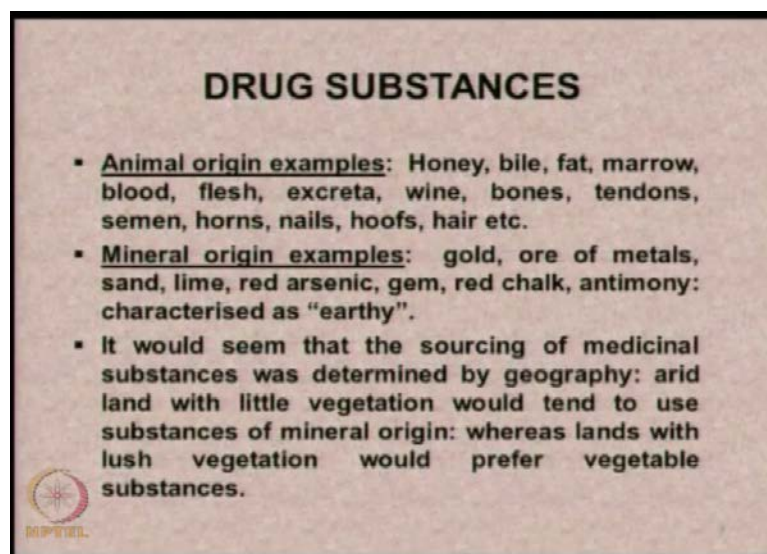 DRUG SUBSTANCES
▪ Animal origin examples: Honey, bile, fat, marrow,
blood, flesh, excreta, wine, bones, tendons,
semen, horns, nails, hoofs, hair etc.
▪ Mineral origin examples: gold, ore of metals,
sand, lime, red arsenic, gem, red chalk, antimony:
characterised as “earthy”.
▪ It would seem that the sourcing of medicinal
substances was determined by geography: arid
land with little vegetation would tend to use
substances of mineral origin: whereas lands with
lush vegetation would prefer vegetable
substances.
NPTEL